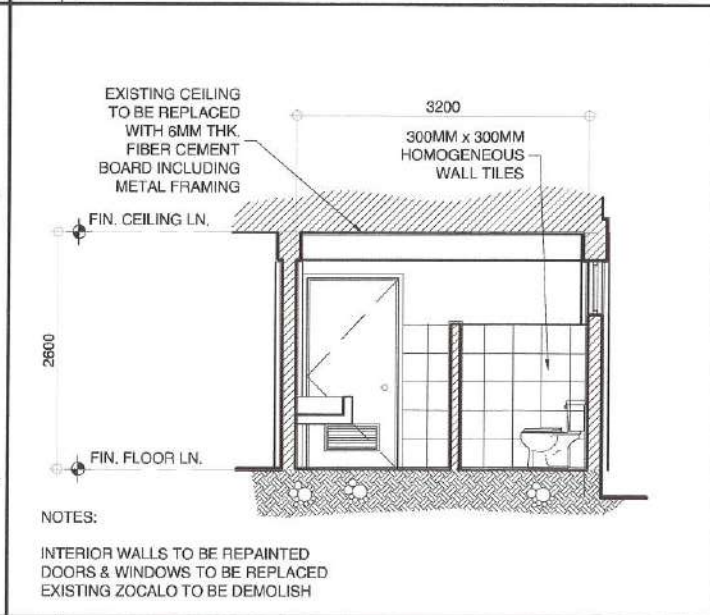 EXISTING CEILING
TO BE REPLACED
WITH 6MM THK.
FIBER CEMENT
BOARD INCLUDING
METAL FRAMING
3200
300MM x 300MM
HOMOGENEOUS
WALL TILES
FIN. CEILING LN.
2600
FIN. FLOOR LN.
NOTES:
INTERIOR WALLS TO BE REPAINTED
DOORS & WINDOWS TO BE REPLACED
EXISTING ZOCALO TO BE DEMOLISH